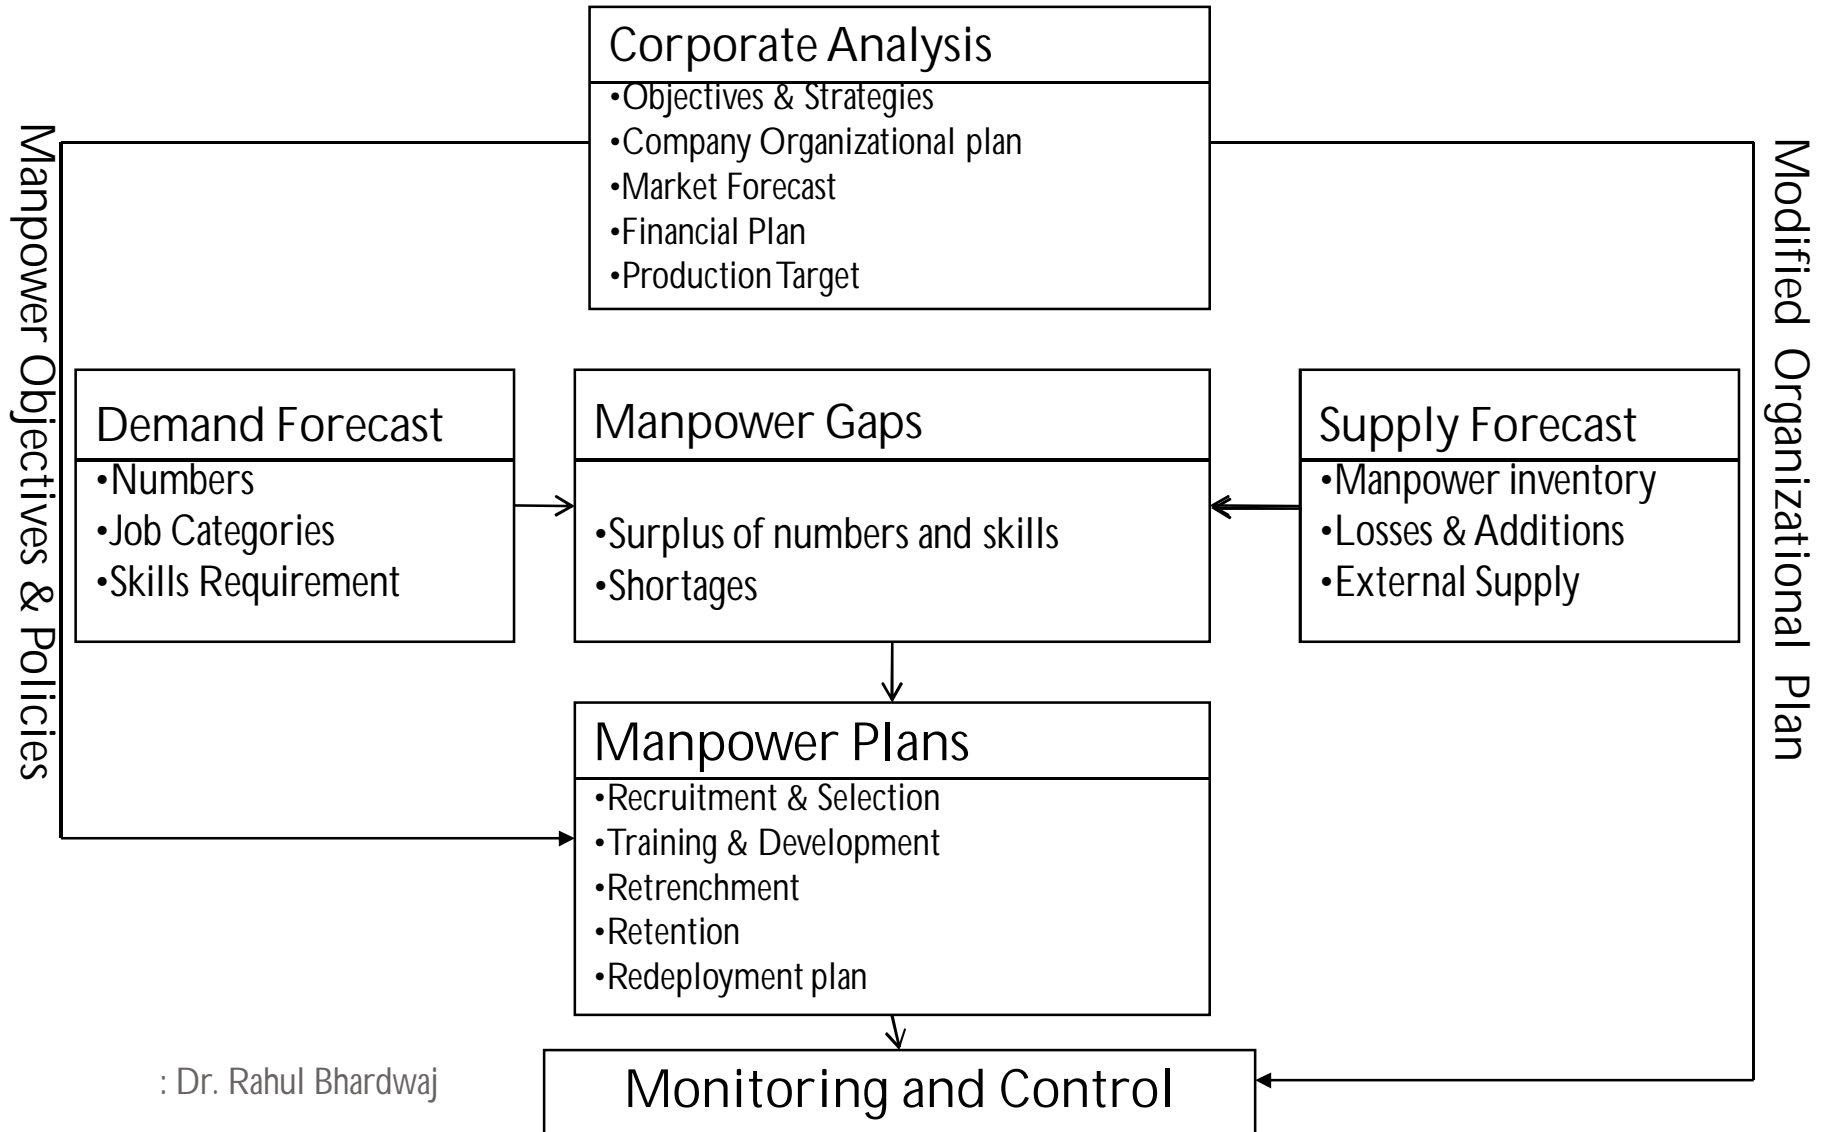 Corporate Analysis
•Objectives & Strategies
•Company Organizational plan
•Market Forecast
•Financial Plan
•Production Target
Manpower Objectives & Policies
Modified Organizational Plan
Demand Forecast
•Numbers
•Job Categories
•Skills Requirement
Manpower Gaps
•Surplus of numbers and skills
•Shortages
Supply Forecast
•Manpower inventory
•Losses & Additions
•External Supply
Manpower Plans
•Recruitment & Selection
•Training & Development
•Retrenchment
•Retention
•Redeployment plan
: Dr. Rahul Bhardwaj
Monitoring and Control